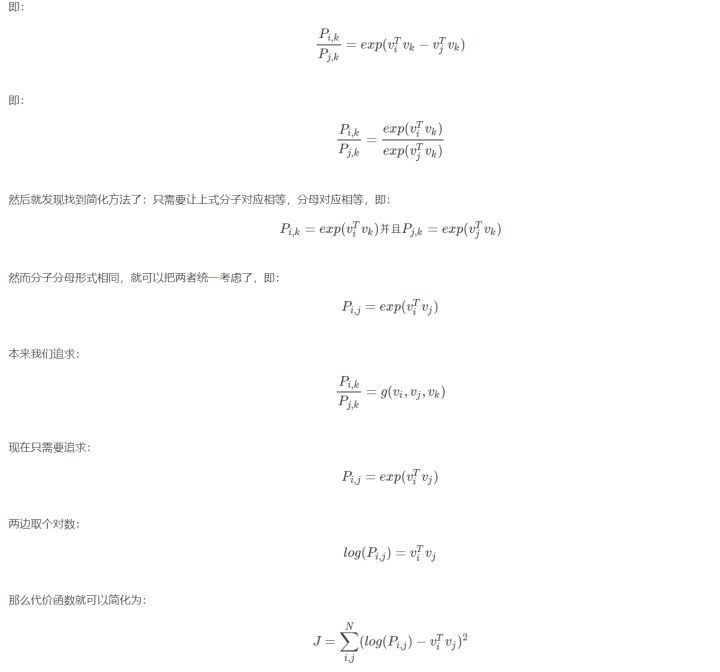 即：
\frac{P_{i,k}}{P_{j,k}} = exp(v_i^T v_k - v_j^T v_k)
即：
\frac{P_{i,k}}{P_{j,k}} = \frac{exp(v_i^T v_k)}{exp(v_j^T v_k)}
然后就发现找到简化方法了：只需要让上式分子对应相等，分母对应相等，即：
P_{i,k} = exp(v_i^T v_k)并且P_{j,k} = exp(v_j^T v_k)
然而分子分母形式相同，就可以把两者统一考虑了，即：
P_{i,j} = exp(v_i^T v_j)
本来我们追求：
\frac{P_{i,k}}{P_{j,k}} = g(v_i, v_j, v_k)
现在只需要追求：
P_{i,j} = exp(v_i^T v_j)
两边取个对数：
log(P_{i,j}) = v_i^T v_j
那么代价函数就可以简化为：
J = \sum_{i,j}^{N} (log(P_{i,j}) - v_i^T v_j)^2